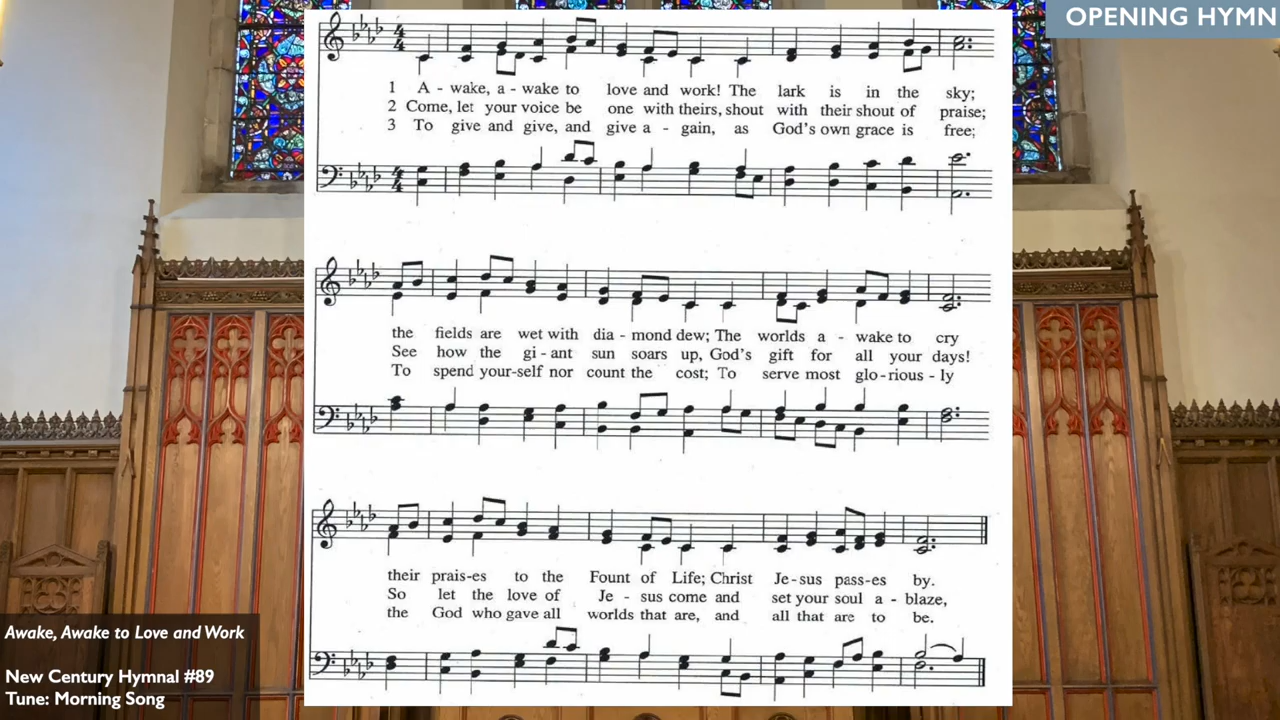 OPENING HYMN
4
4
1 A - wake, a - wake to love and work! The lark is in the sky;
2 Come, let your voice be one with theirs, shout with their shout of praise;
3 To give and give, and give a - gain, as God's own grace is free;
4
4
the fields are wet with dia - mond dew; The worlds a - wake to cry
See how the gi - ant sun soars up, God's gift for all your days!
To spend your-self nor count the cost; To serve most glo-rious - ly
their prais-es to the Fount of Life; Christ Je-sus pass-es by.
So let the love of Je - sus come and set your soul a - blaze,
the God who gave all worlds that are, and all that are to be.
Awake, Awake to Love and Work
New Century Hymnal #89
Tune: Morning Song